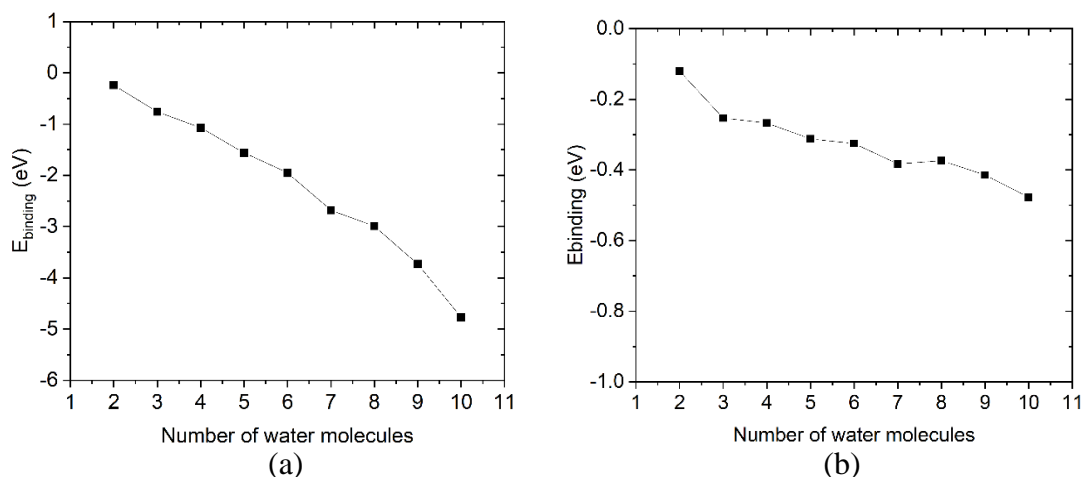 1
0
-1
-2
-3
-4
-5
-6
E_binding (eV)
1 2 3 4 5 6 7 8 9 10 11
Number of water molecules
(a)
0.0
-0.2
-0.4
-0.6
-0.8
-1.0
Ebinding (eV)
1 2 3 4 5 6 7 8 9 10 11
Number of water molecules
(b)